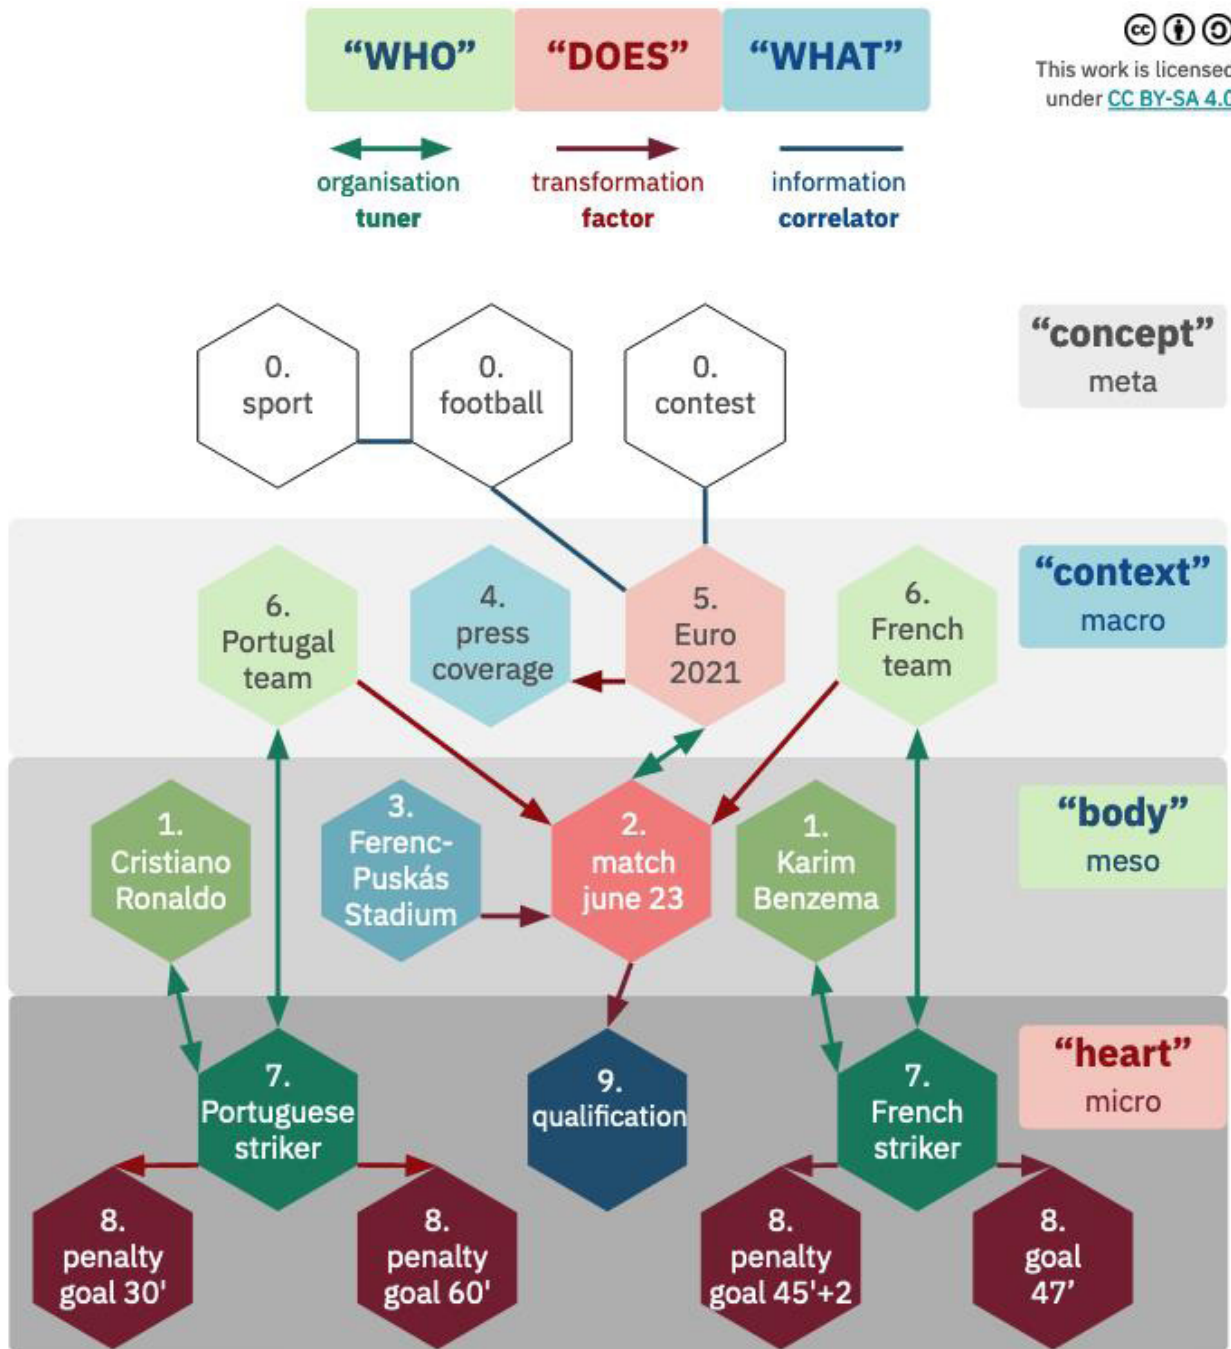 “WHO”
“DOES”
“WHAT”
This work is licensed
under CC BY-SA 4.0
organisation
tuner
transformation
factor
information
correlator
0.
sport
0.
football
0.
contest
“concept”
meta
6.
Portugal
team
4.
press
coverage
5.
Euro
2021
6.
French
team
“context”
macro
1.
Cristiano
Ronaldo
3.
Ferenc-
Puskás
Stadium
2.
match
june 23
1.
Karim
Benzema
“body”
meso
7.
Portuguese
striker
9.
qualification
7.
French
striker
“heart”
micro
8.
penalty
goal 30'
8.
penalty
goal 60'
8.
penalty
goal 45'+2
8.
goal
47’